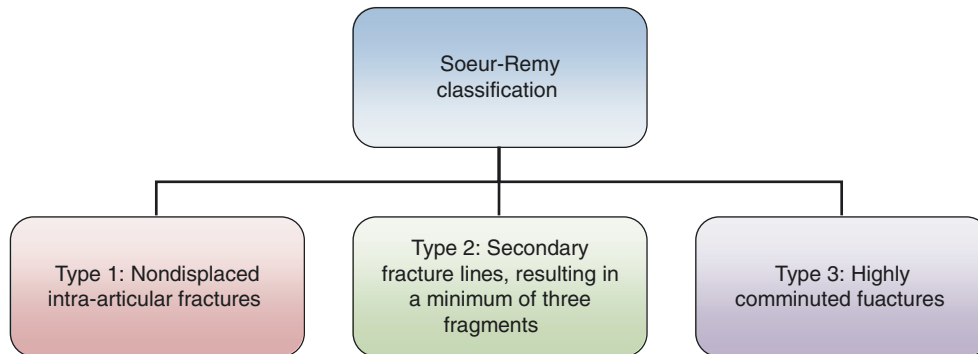 Soeur-Remy
classification
Type 1: Nondisplaced
intra-articular fractures
Type 2: Secondary
fracture lines, resulting in
a minimum of three
fragments
Type 3: Highly
comminuted fuactures